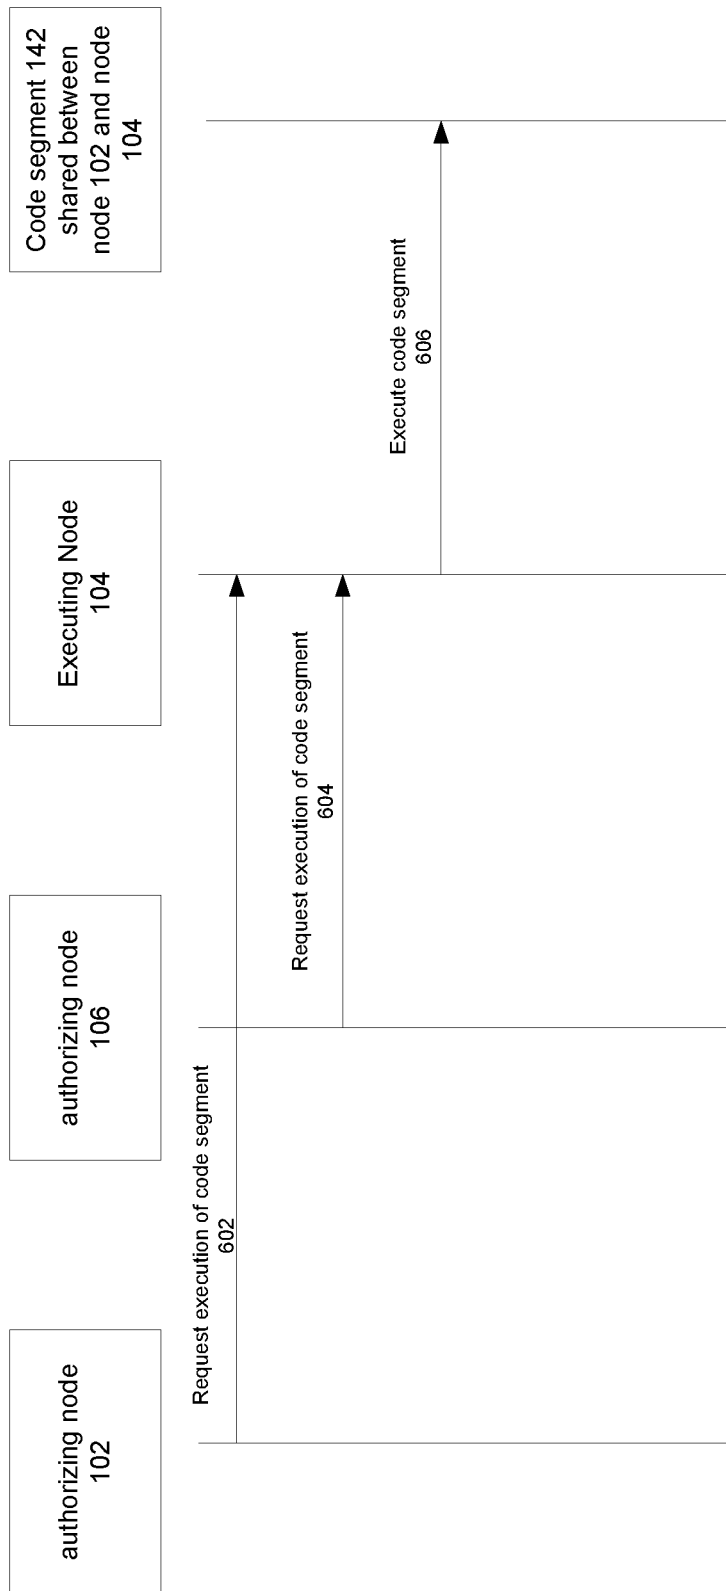 authorizing node
102
authorizing node
106
Executing Node
104
Code segment 142
shared between
node 102 and node
104
Request execution of code segment
602
Request execution of code segment
604
Execute code segment
606